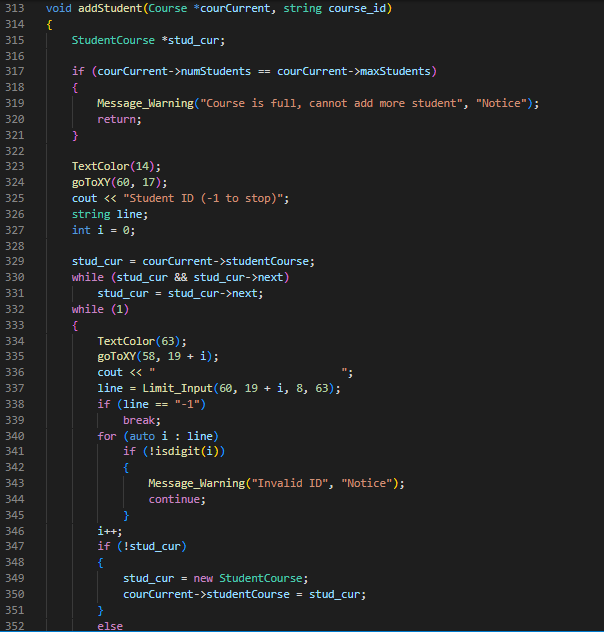 313 void addStudent(Course *courCurrent, string course_id)
314 {
315     StudentCourse *stud_cur;
316
317     if (courCurrent->numStudents == courCurrent->maxStudents)
318     {
319         Message_Warning("Course is full, cannot add more student", "Notice");
320         return;
321     }
322
323     TextColor(14);
324     goToXY(60, 17);
325     cout << "Student ID (-1 to stop)";
326     string line;
327     int i = 0;
328
329     stud_cur = courCurrent->studentCourse;
330     while (stud_cur && stud_cur->next)
331         stud_cur = stud_cur->next;
332     while (1)
333     {
334         TextColor(63);
335         goToXY(58, 19 + i);
336         cout << "                              ";
337         line = Limit_Input(60, 19 + i, 8, 63);
338         if (line == "-1")
339             break;
340         for (auto i : line)
341             if (!isdigit(i))
342             {
343                 Message_Warning("Invalid ID", "Notice");
344                 continue;
345             }
346         i++;
347         if (!stud_cur)
348         {
349             stud_cur = new StudentCourse;
350             courCurrent->studentCourse = stud_cur;
351         }
352         else